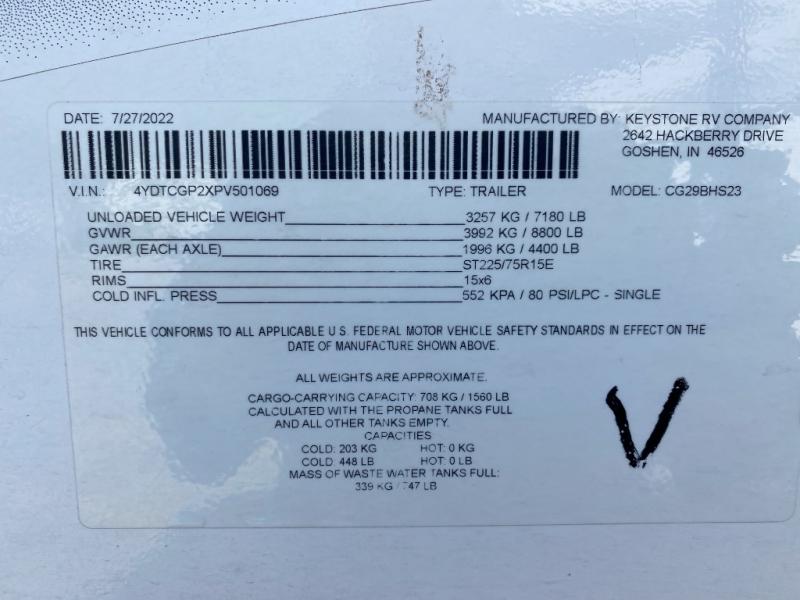 DATE: 7/27/2022 MANUFACTURED BY: KEYSTONE RV COMPANY
2642 HACKBERRY DRIVE
GOSHEN, IN 46526
V.I.N.: 4YDTCGP2XPV501069 TYPE: TRAILER MODEL: CG29BHS23
UNLOADED VEHICLE WEIGHT 3257 KG / 7180 LB
GVWR 3992 KG / 8800 LB
GAWR (EACH AXLE) 1996 KG / 4400 LB
TIRE ST225/75R15E
RIMS 15x6
COLD INFL. PRESS 552 KPA / 80 PSI/LPC - SINGLE
THIS VEHICLE CONFORMS TO ALL APPLICABLE U.S. FEDERAL MOTOR VEHICLE SAFETY STANDARDS IN EFFECT ON THE
DATE OF MANUFACTURE SHOWN ABOVE.
ALL WEIGHTS ARE APPROXIMATE.
CARGO-CARRYING CAPACITY: 708 KG / 1560 LB
CALCULATED WITH THE PROPANE TANKS FULL
AND ALL OTHER TANKS EMPTY.
CAPACITIES
COLD: 203 KG HOT: 0 KG
COLD: 448 LB HOT: 0 LB
MASS OF WASTE WATER TANKS FULL:
339 KG / 747 LB
V